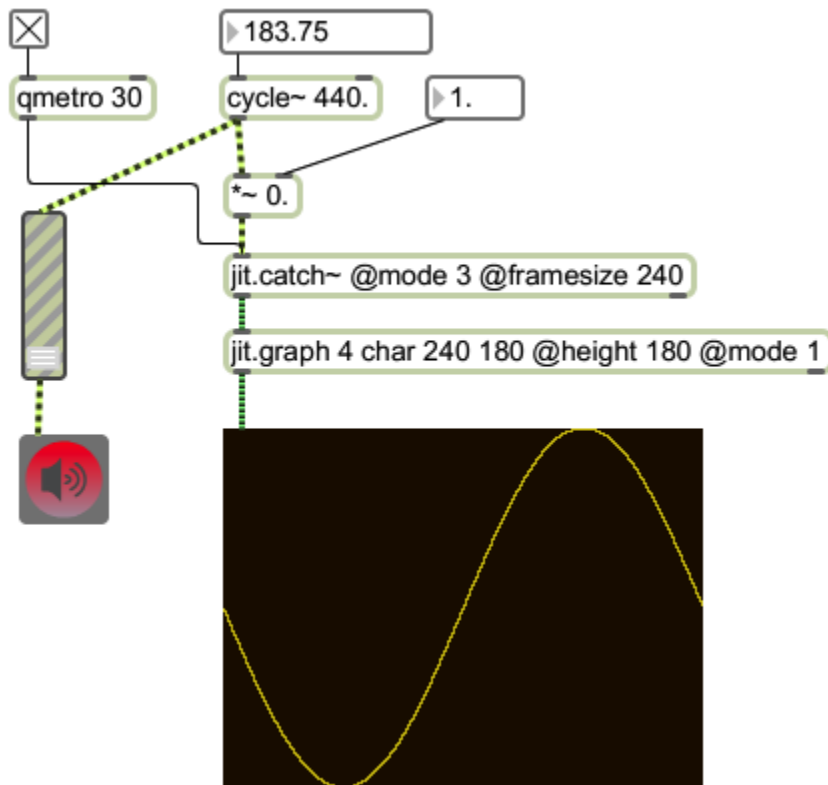 183.75
qmetro 30
cycle~ 440.
1.
*~ 0.
jit.catch~ @mode 3 @framesize 240
jit.graph 4 char 240 180 @height 180 @mode 1